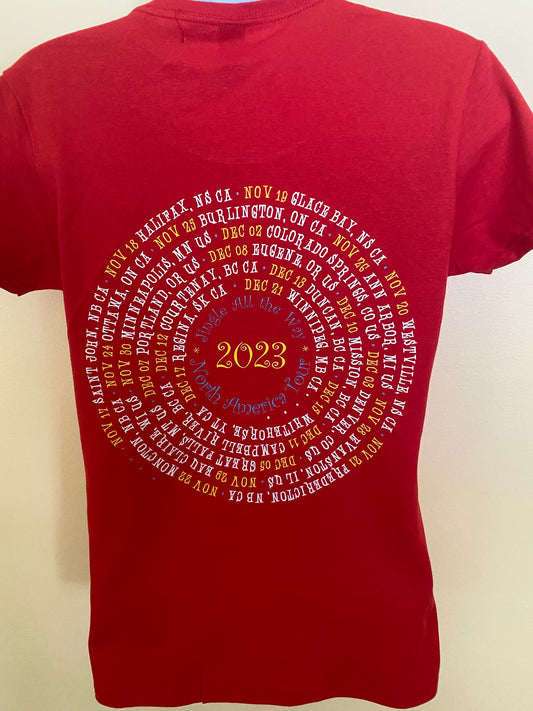 NOV 17 SAINT JOHN, NB CA · NOV 18 HALIFAX, NS CA · NOV 19 GLACE BAY, NS CA · NOV 20 WESTVILLE, NS CA · NOV 21 FREDERICTON, NB CA · NOV 22 MONCTON, NB CA · NOV 24 OTTAWA, ON CA · NOV 25 BURLINGTON, ON CA · NOV 26 ANN ARBOR, MI US · NOV 28 EVANSTON, IL US · NOV 29 EAU CLAIRE, WI US · NOV 30 MINNEAPOLIS, MN US · DEC 02 COLORADO SPRINGS, CO US · DEC 03 DENVER, CO US · DEC 05 GREAT FALLS, MT US · DEC 07 PORTLAND, OR US · DEC 08 EUGENE, OR US · DEC 10 MISSION, BC CA · DEC 11 CAMPBELL RIVER, BC CA · DEC 12 COURTENAY, BC CA · DEC 13 DUNCAN, BC CA · DEC 15 WHITEHORSE, YT CA · DEC 17 REGINA, SK CA · DEC 21 WINNIPEG, MB CA
* Jingle All the Way *
2023
North America Tour